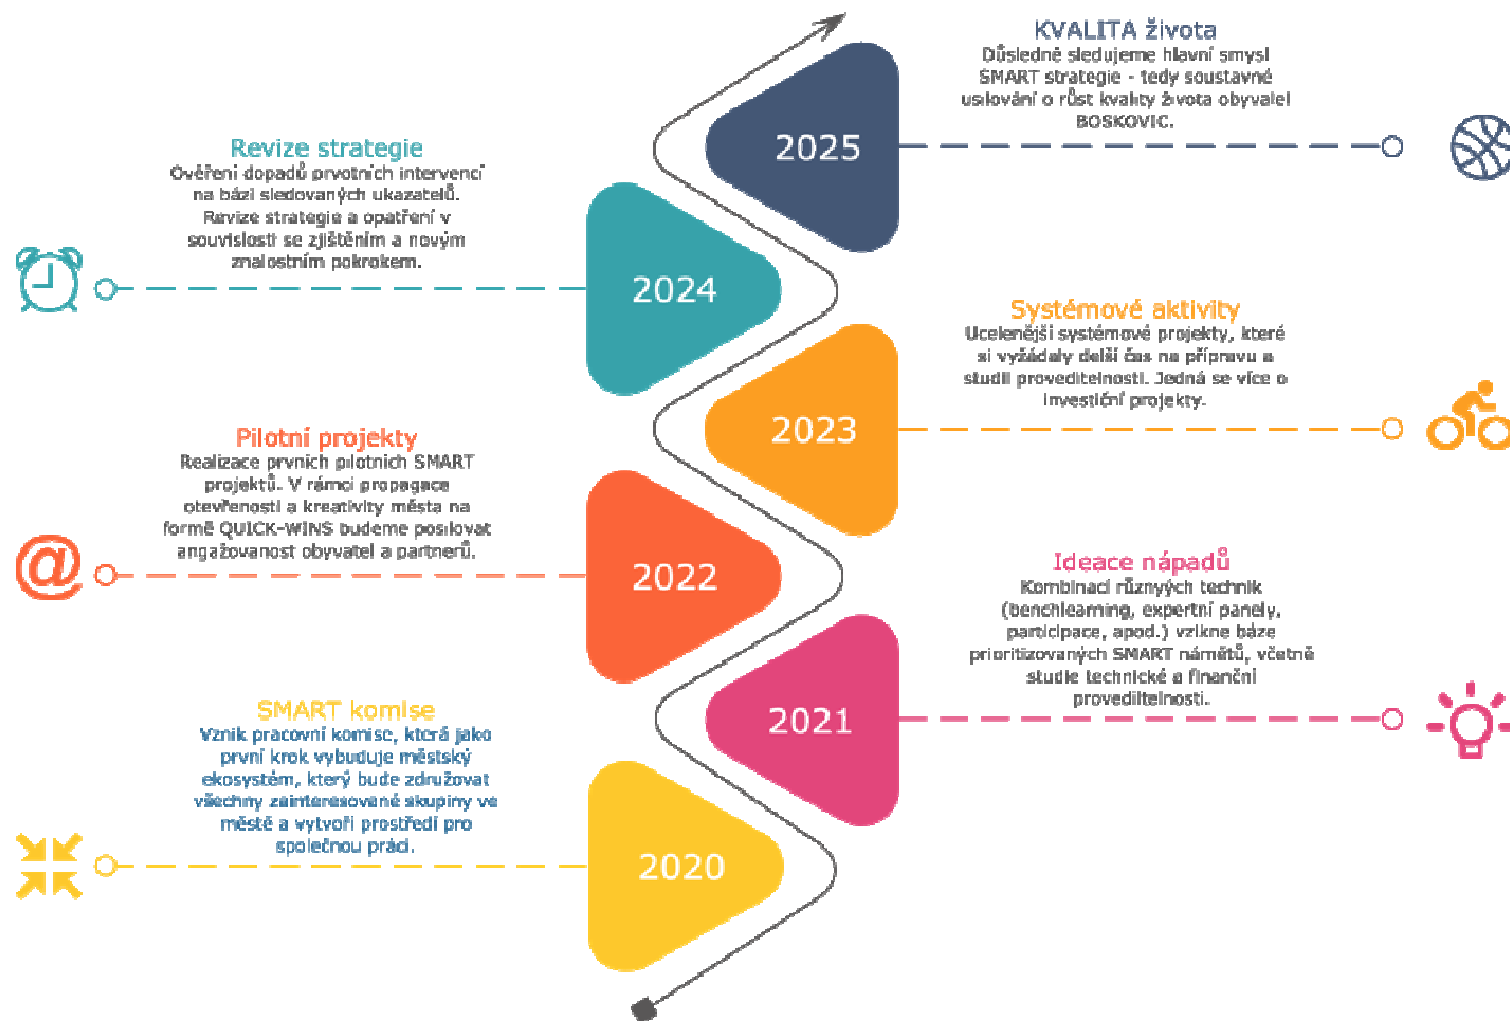 KVALITA života
Důsledně sledujeme hlavní smysl
SMART strategie - tedy soustavné
usilování o růst kvality života obyvatel
BOSKOVIC.
2025
Revize strategie
Ověření dopadů prvotních intervencí
na bázi sledovaných ukazatelů.
Revize strategie a opatření v
souvislosti se zjištěním a novým
znalostním pokrokem.
2024
Systémové aktivity
Ucelenější systémové projekty, které
si vyžádaly delší čas na přípravu a
studii proveditelnosti. Jedná se více o
investiční projekty.
2023
Pilotní projekty
Realizace prvních pilotních SMART
projektů. V rámci propagace
otevřenosti a kreativity města na
formě QUICK-WINS budeme posilovat
angažovanost obyvatel a partnerů.
@
2022
Ideace nápadů
Kombinací různých technik
(benchlearning, expertní panely,
participace, apod.) vzikne báze
prioritizovaných SMART námětů, včetně
studie technické a finanční
provediltelnosti.
2021
SMART komise
Vznik pracovní komise, která jako
první krok vybuduje městský
ekosystém, který bude združovat
všechny zainteresované skupiny ve
městě a vytvoří prostředí pro
společnou práci.
2020